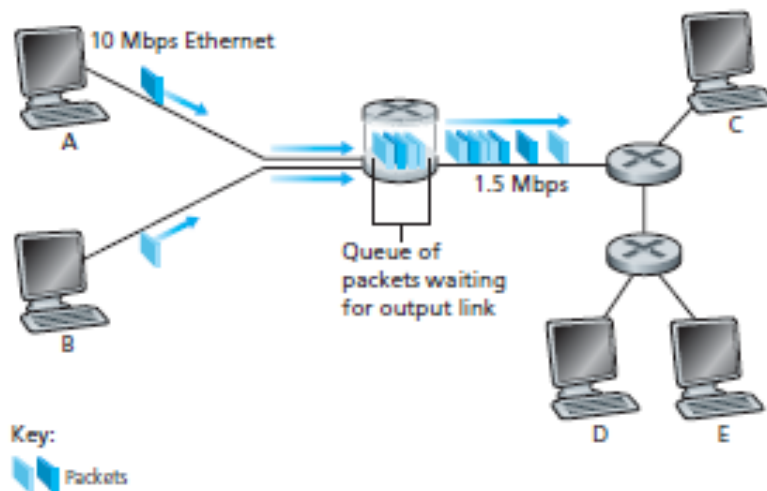 10 Mbps Ethernet
A
C
1.5 Mbps
Queue of
packets waiting
for output link
B
D
E
Key:
Packets